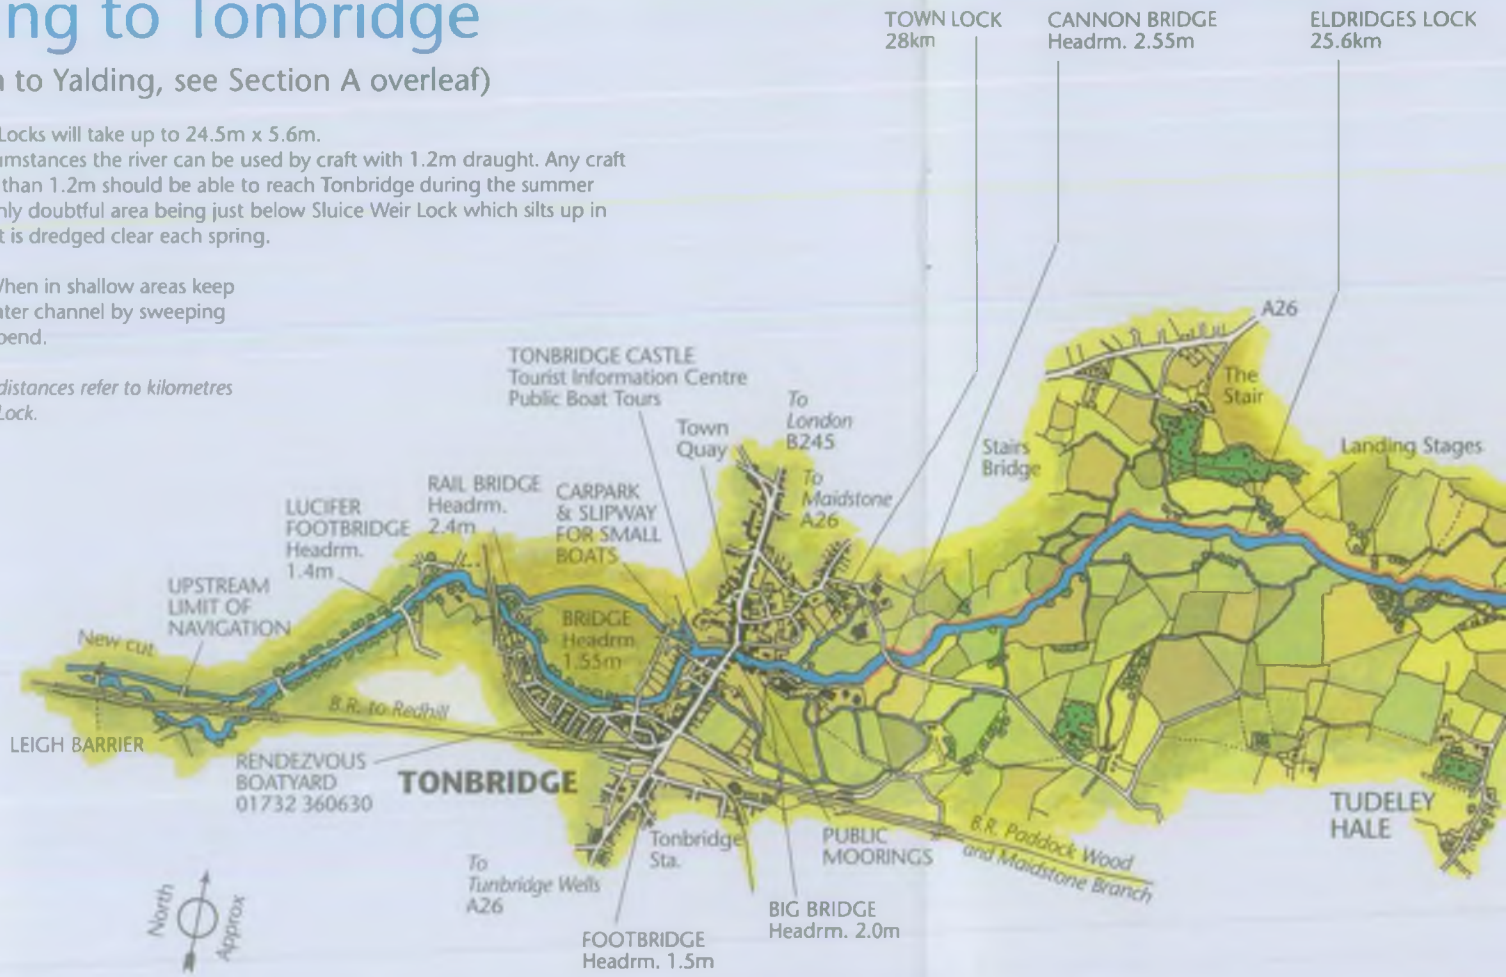 ng to Tonbridge
to Yalding, see Section A overleaf)
Locks will take up to 24.5m x 5.6m.
umstances the river can be used by craft with 1.2m draught. Any craft
than 1.2m should be able to reach Tonbridge during the summer
nly doubtful area being just below Sluice Weir Lock which silts up in
t is dredged clear each spring.
When in shallow areas keep
ater channel by sweeping
bend.
distances refer to kilometres
Lock.
TOWN LOCK
28km
CANNON BRIDGE
Headrm. 2.55m
ELDRIDGES LOCK
25.6km
A26
The
Stair
TONBRIDGE CASTLE
Tourist Information Centre
Public Boat Tours
To
London
B245
Town
Quay
Stairs
Bridge
Landing Stages
To
Maidstone
A26
RAIL BRIDGE
Headrm.
2.4m
CARPARK
& SLIPWAY
FOR SMALL
BOATS
LUCIFER
FOOTBRIDGE
Headrm.
1.4m
UPSTREAM
LIMIT OF
NAVIGATION
New cut
BRIDGE
Headrm.
1.55m
B.R. to Redhill
LEIGH BARRIER
RENDEZVOUS
BOATYARD
01732 360630
TONBRIDGE
TUDELEY
HALE
Tonbridge
Sta.
PUBLIC
MOORINGS
B.R. Paddock Wood
and Maidstone Branch
To
Tunbridge Wells
A26
North
Approx
BIG BRIDGE
Headrm. 2.0m
FOOTBRIDGE
Headrm. 1.5m